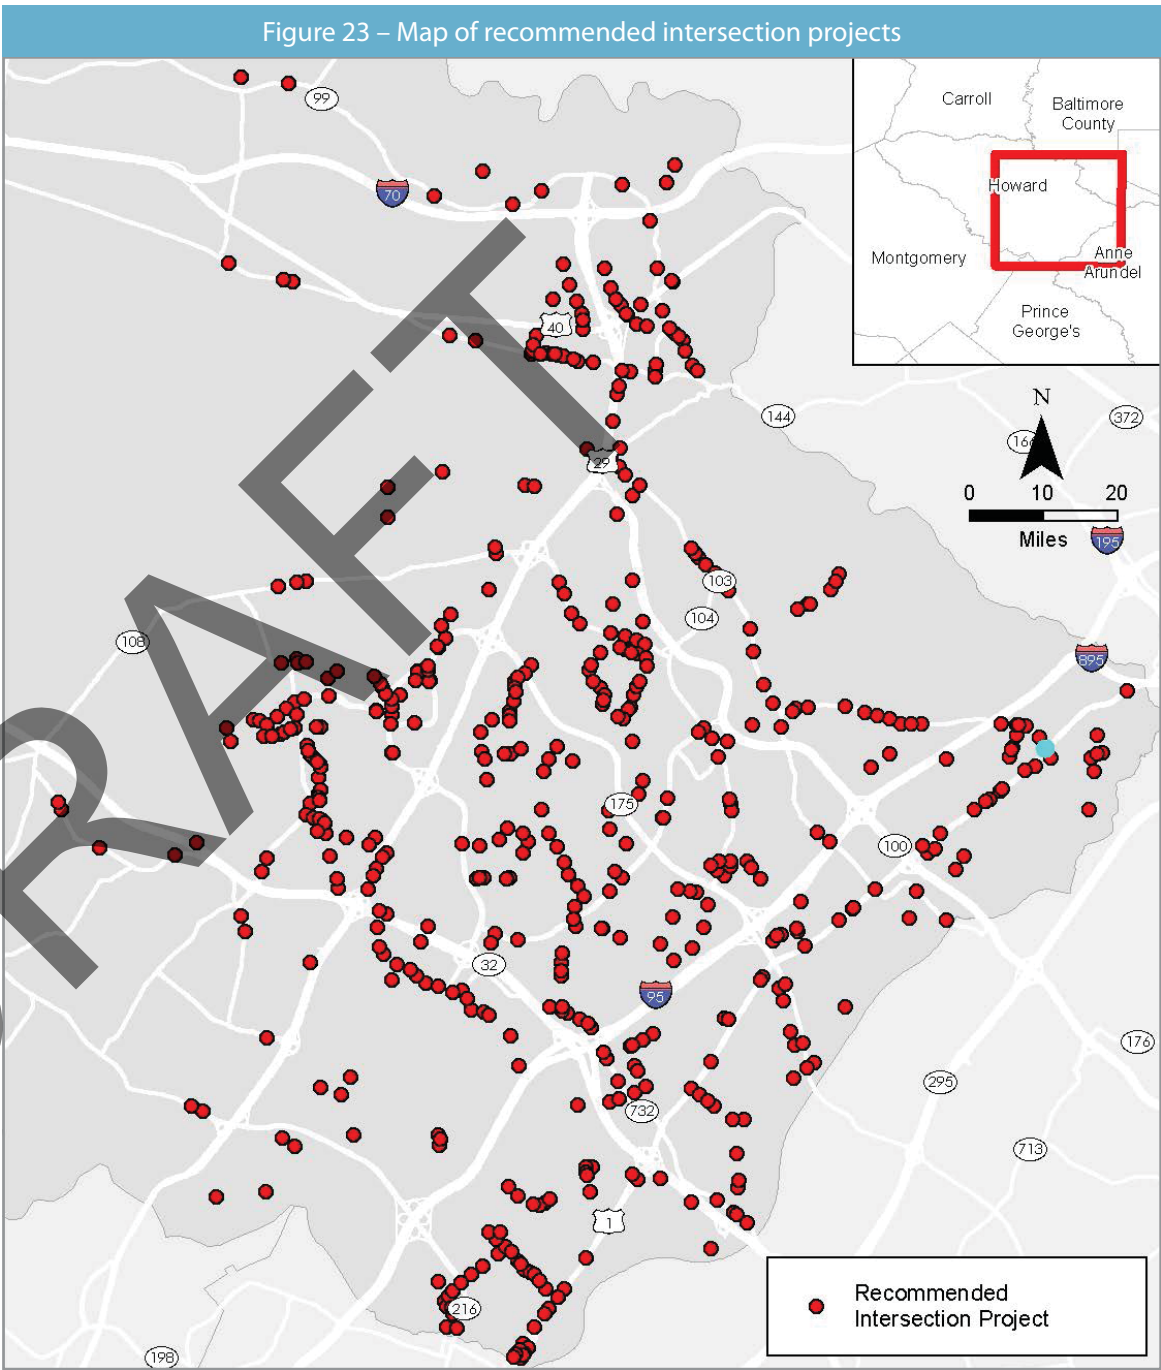 Figure 23 – Map of recommended intersection projects
99
70
40
29
144
372
166
195
103
104
108
895
175
100
32
95
176
295
732
713
1
216
198
Carroll
Baltimore
County
Howard
Montgomery
Anne
Arundel
Prince
George's
N
0 10 20
Miles
DRAFT
Recommended
Intersection Project